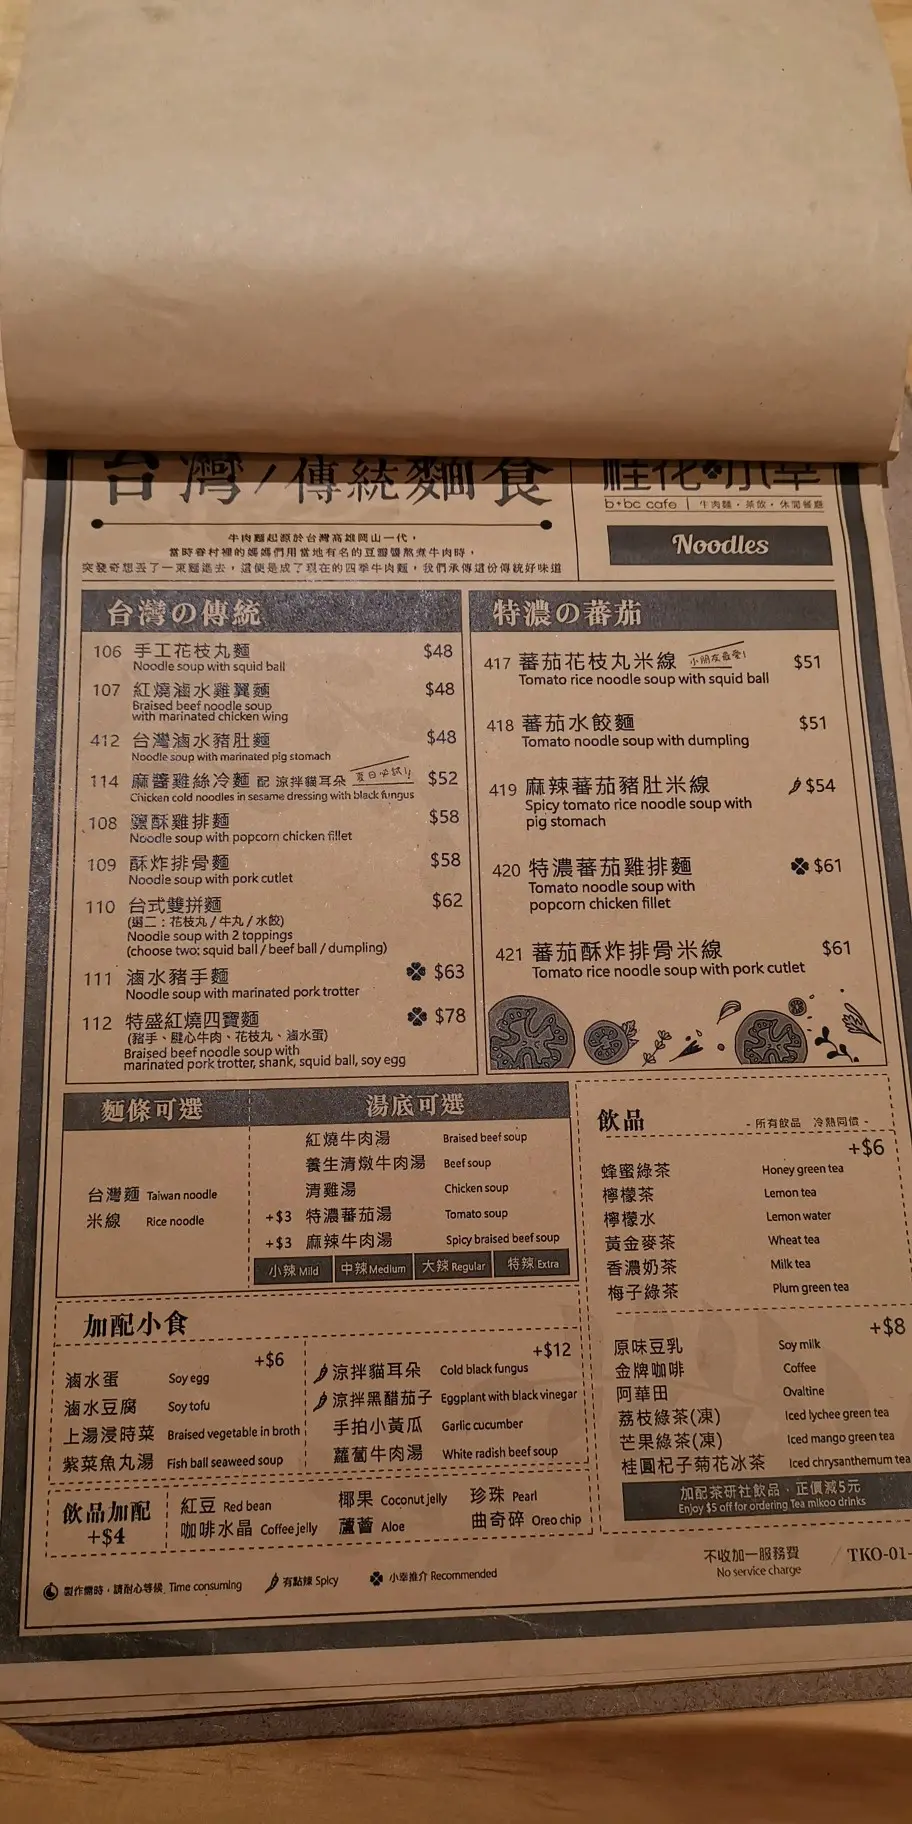 台灣/傳統麵食
桂花小幸
b+bc cafe | 牛肉麵・茶飲・休閒餐廳
Noodles
牛肉麵起源於台灣高雄岡山一代，
當時眷村裡的媽媽們用當地有名的豆瓣醬熬煮牛肉時，
突發奇想丟了一束麵進去，這便是成了現在的四季牛肉麵，我們承傳這份傳統好味道
台灣の傳統
106 手工花枝丸麵 $48
Noodle soup with squid ball
107 紅燒滷水雞翼麵 $48
Braised beef noodle soup
with marinated chicken wing
412 台灣滷水豬肚麵 $48
Noodle soup with marinated pig stomach
114 麻醬雞絲冷麵 配 涼拌貓耳朵 夏日必試!! $52
Chicken cold noodles in sesame dressing with black fungus
108 鹽酥雞排麵 $58
Noodle soup with popcorn chicken fillet
109 酥炸排骨麵 $58
Noodle soup with pork cutlet
110 台式雙拼麵 $62
(選二：花枝丸/牛丸/水餃)
Noodle soup with 2 toppings
(choose two: squid ball / beef ball / dumpling)
111 滷水豬手麵 $63
Noodle soup with marinated pork trotter
112 特盛紅燒四寶麵 $78
(豬手、腱心牛肉、花枝丸、滷水蛋)
Braised beef noodle soup with
marinated pork trotter, shank, squid ball, soy egg
特濃の蕃茄
417 蕃茄花枝丸米線 小朋友最愛! $51
Tomato rice noodle soup with squid ball
418 蕃茄水餃麵 $51
Tomato noodle soup with dumpling
419 麻辣蕃茄豬肚米線 $54
Spicy tomato rice noodle soup with
pig stomach
420 特濃蕃茄雞排麵 $61
Tomato noodle soup with
popcorn chicken fillet
421 蕃茄酥炸排骨米線 $61
Tomato rice noodle soup with pork cutlet
麵條可選
台灣麵 Taiwan noodle
米線 Rice noodle
湯底可選
紅燒牛肉湯 Braised beef soup
養生清燉牛肉湯 Beef soup
清雞湯 Chicken soup
+$3 特濃蕃茄湯 Tomato soup
+$3 麻辣牛肉湯 Spicy braised beef soup
小辣 Mild 中辣 Medium 大辣 Regular 特辣 Extra
飲品 - 所有飲品 冷熱同價 -
+$6
蜂蜜綠茶 Honey green tea
檸檬茶 Lemon tea
檸檬水 Lemon water
黃金麥茶 Wheat tea
香濃奶茶 Milk tea
梅子綠茶 Plum green tea
+$8
原味豆乳 Soy milk
金牌咖啡 Coffee
阿華田 Ovaltine
荔枝綠茶(凍) Iced lychee green tea
芒果綠茶(凍) Iced mango green tea
桂圓杞子菊花冰茶 Iced chrysanthemum tea
加配茶研社飲品，正價減5元
Enjoy $5 off for ordering Tea mikoo drinks
加配小食
+$6
滷水蛋 Soy egg
滷水豆腐 Soy tofu
上湯浸時菜 Braised vegetable in broth
紫菜魚丸湯 Fish ball seaweed soup
+$12
涼拌貓耳朵 Cold black fungus
涼拌黑醋茄子 Eggplant with black vinegar
手拍小黃瓜 Garlic cucumber
蘿蔔牛肉湯 White radish beef soup
飲品加配
+$4
紅豆 Red bean 椰果 Coconut jelly 珍珠 Pearl
咖啡水晶 Coffee jelly 蘆薈 Aloe 曲奇碎 Oreo chip
製作需時，請耐心等候 Time consuming 有點辣 Spicy 小幸推介 Recommended
不收加一服務費
No service charge
TKO-01-